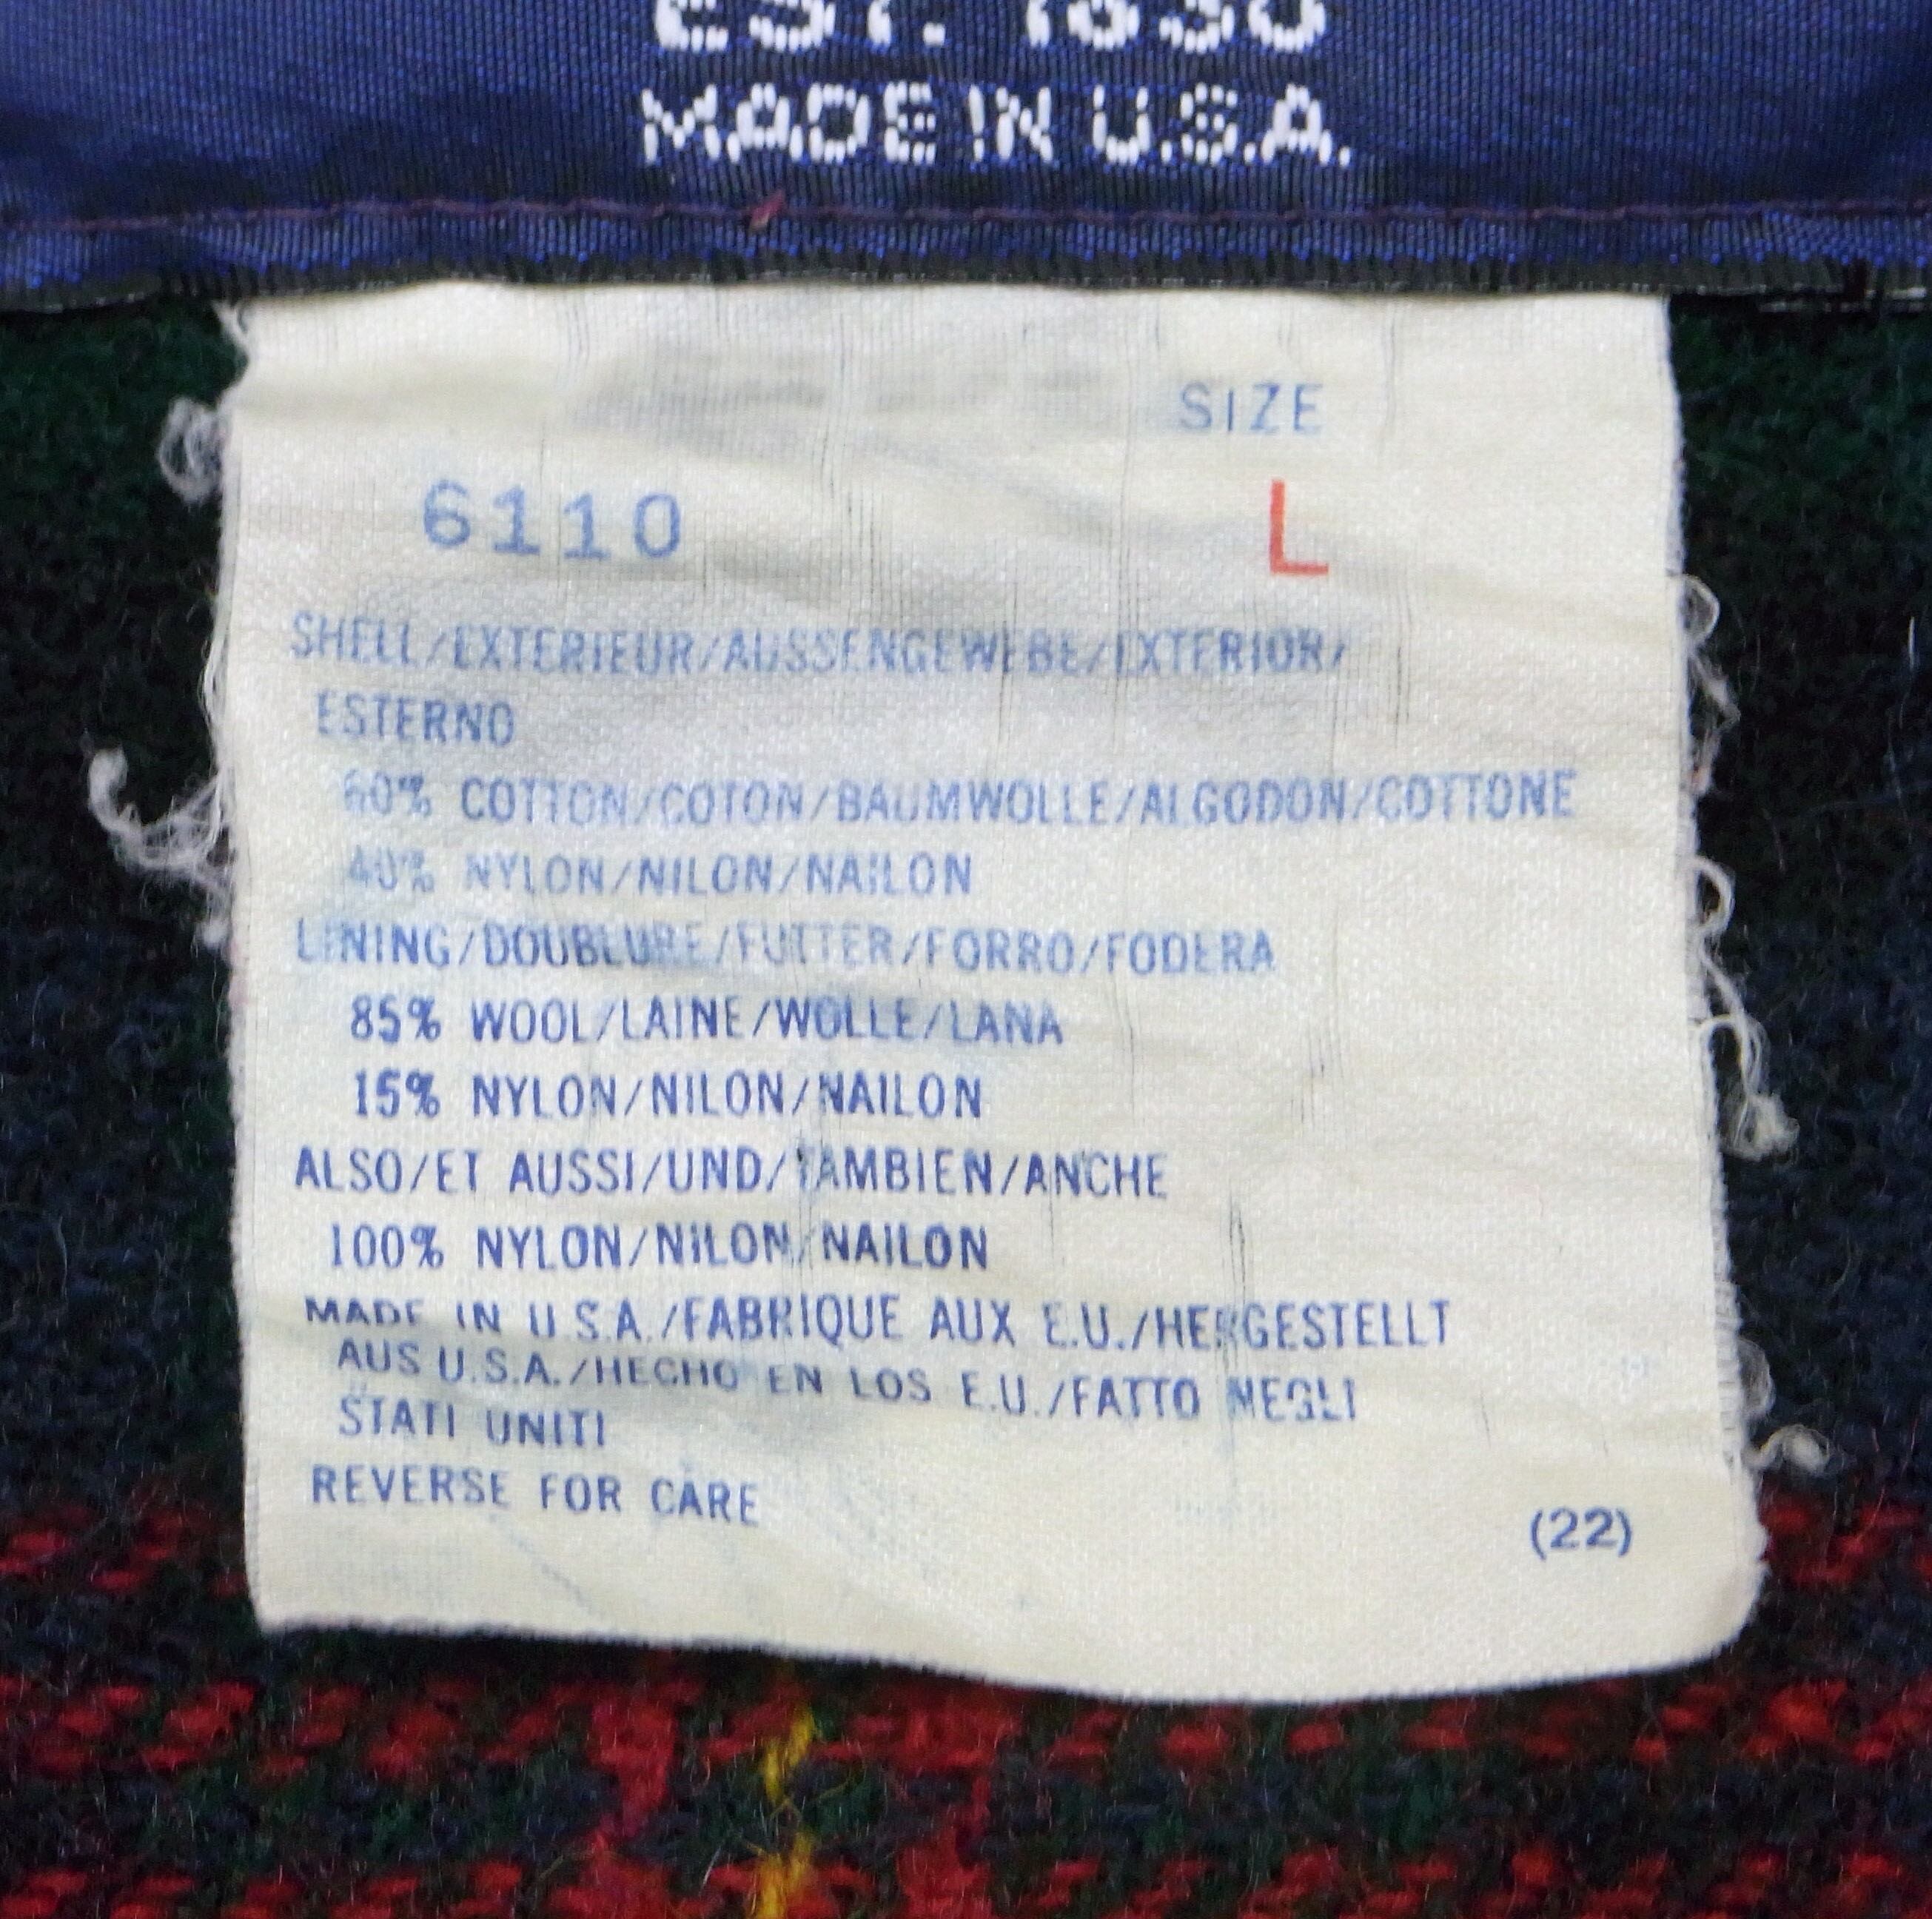 EST. 1830
MADE IN U.S.A.
SIZE
6110 L
SHELL/EXTERIEUR/AUSSENGEWEBE/EXTERIOR/
ESTERNO
60% COTTON/COTON/BAUMWOLLE/ALGODON/COTTONE
40% NYLON/NILON/NAILON
LINING/DOUBLURE/FUTTER/FORRO/FODERA
85% WOOL/LAINE/WOLLE/LANA
15% NYLON/NILON/NAILON
ALSO/ET AUSSI/UND/TAMBIEN/ANCHE
100% NYLON/NILON/NAILON
MADE IN U.S.A./FABRIQUE AUX E.U./HERGESTELLT
AUS U.S.A./HECHO EN LOS E.U./FATTO NEGLI
STATI UNITI
REVERSE FOR CARE
(22)